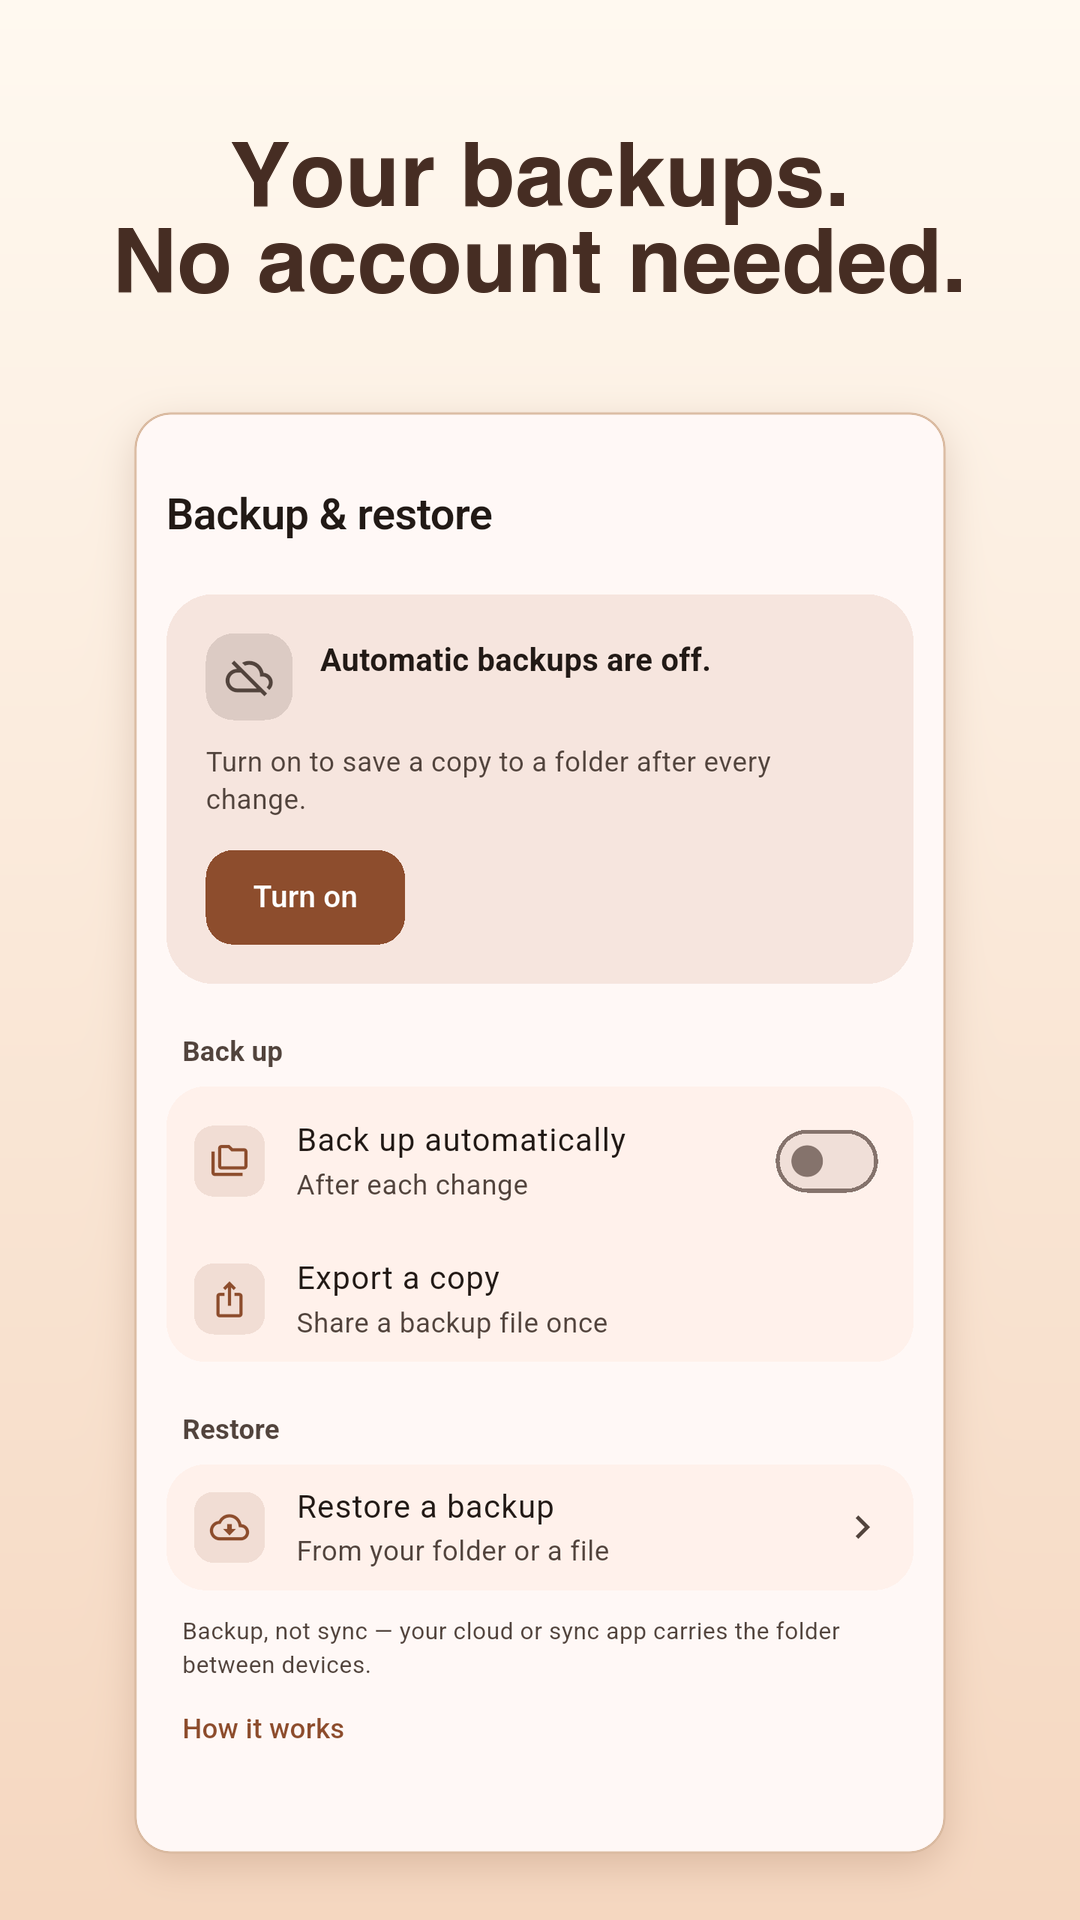 Your backups.
No account needed.
Backup & restore
Automatic backups are off.
Turn on to save a copy to a folder after every
change.
Turn on
Back up
Back up automatically
After each change
Export a copy
Share a backup file once
Restore
Restore a backup
From your folder or a file
Backup, not sync — your cloud or sync app carries the folder
between devices.
How it works